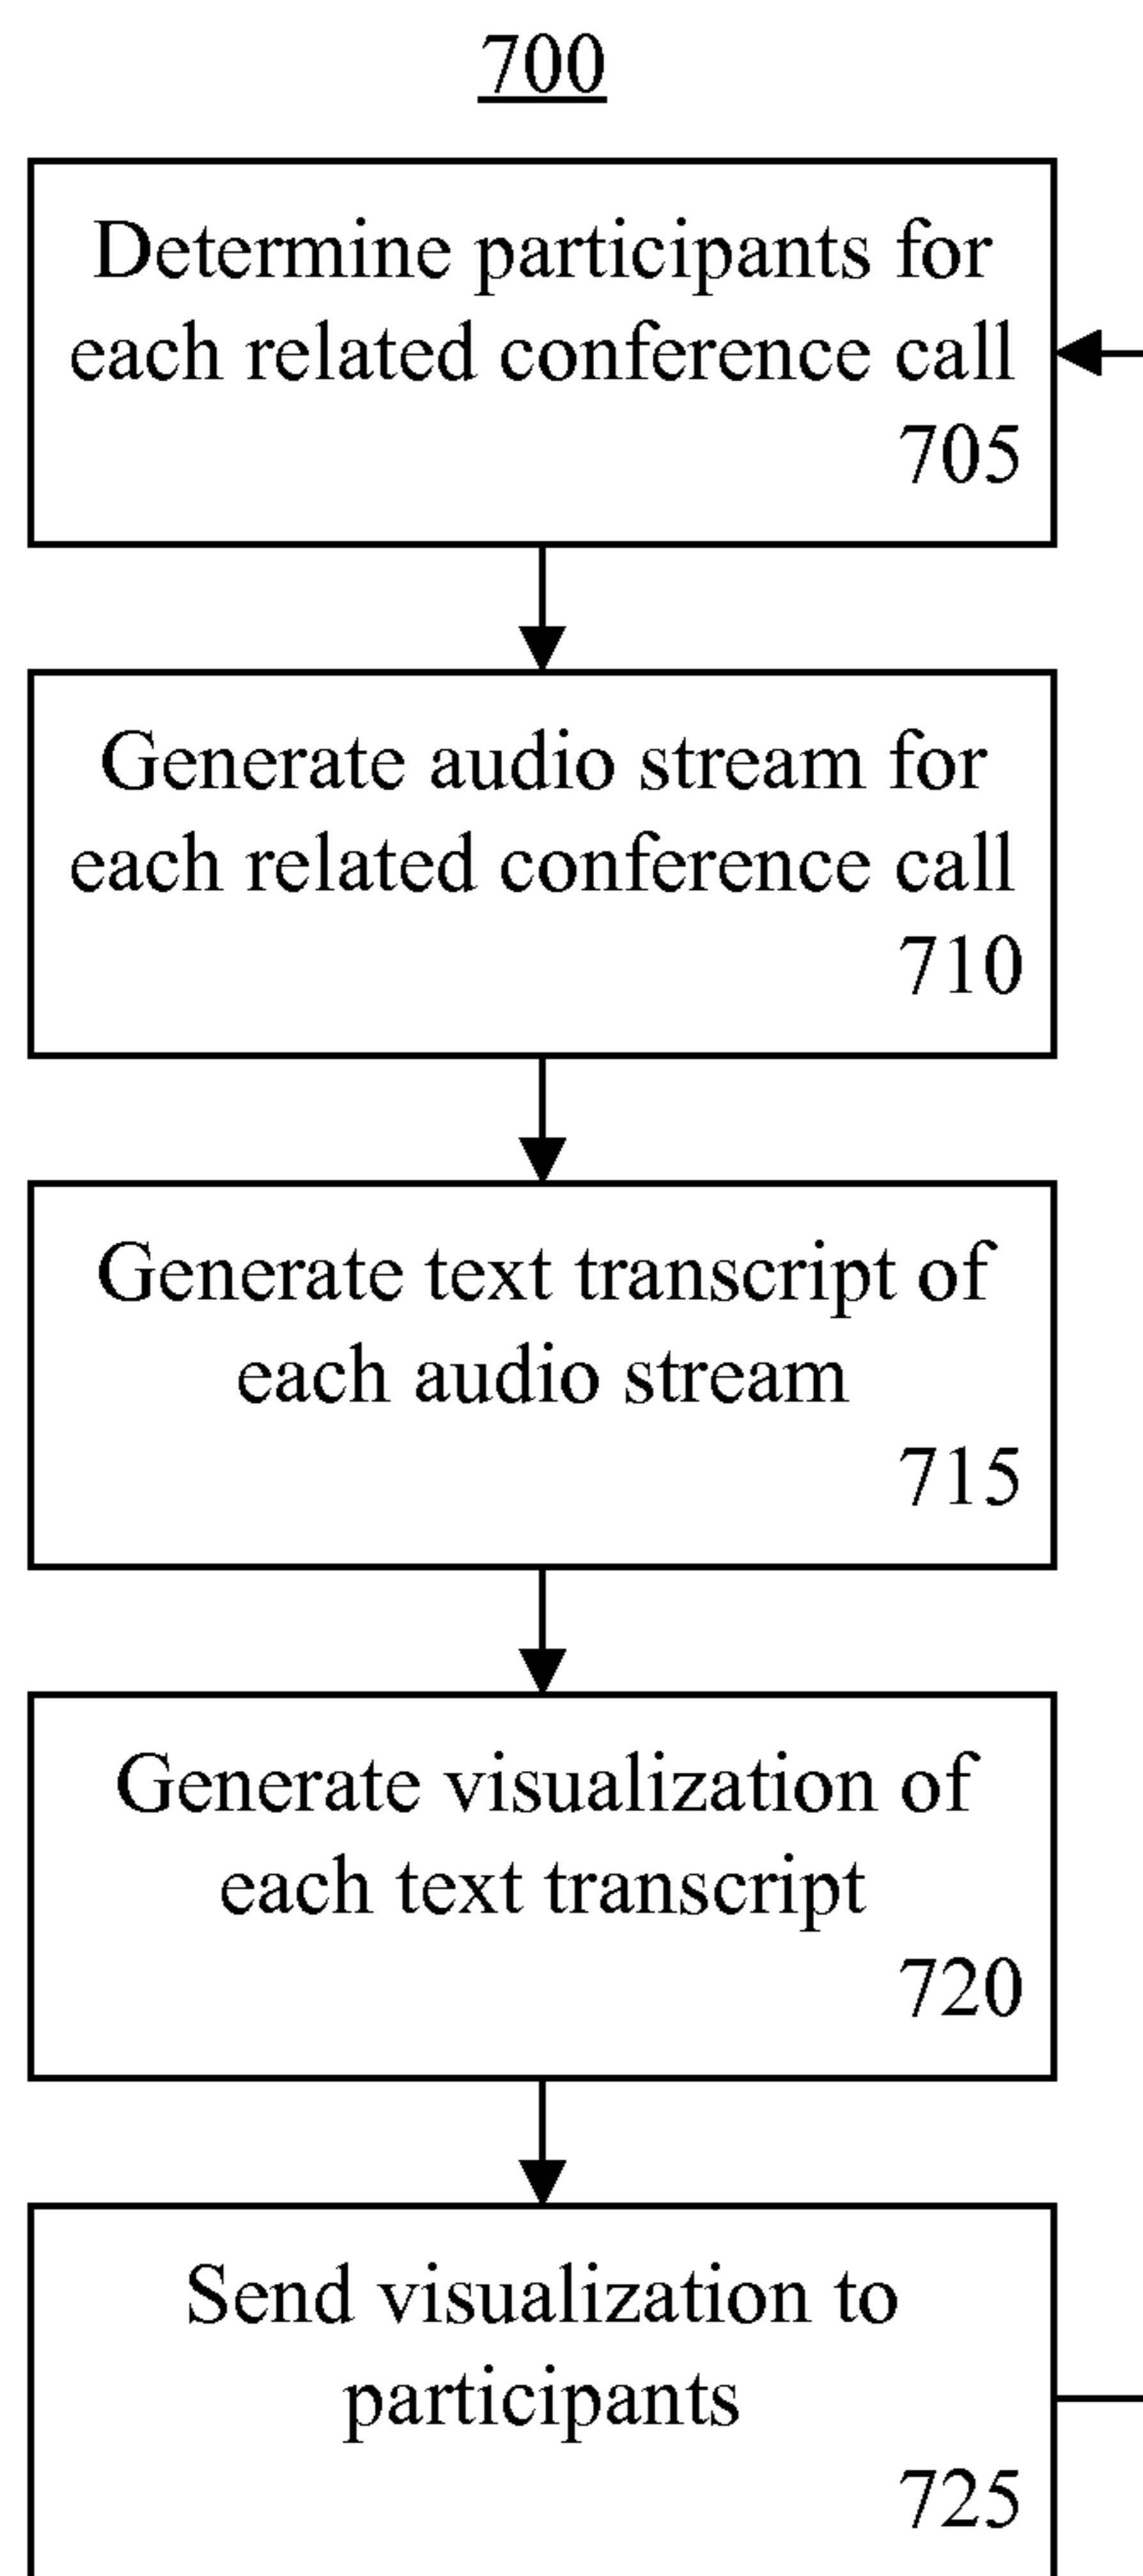 700
Determine participants for
each related conference call
705
Generate audio stream for
each related conference call
710
Generate text transcript of
each audio stream
715
Generate visualization of
each text transcript
720
Send visualization to
participants
725